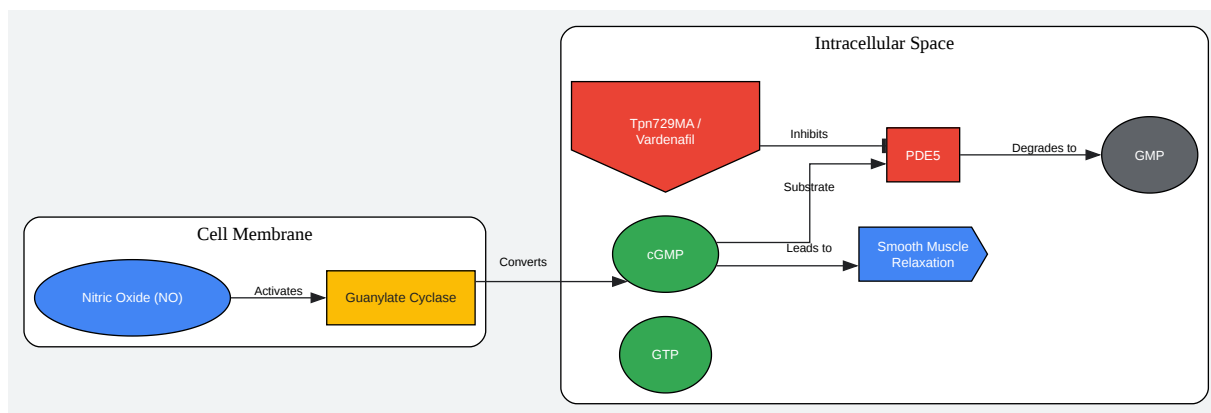 Intracellular Space
Tpn729MA /
Vardenafil
Inhibits
PDE5
Degrades to
GMP
Substrate
Cell Membrane
Nitric Oxide (NO)
Activates
Guanylate Cyclase
Converts
cGMP
Leads to
Smooth Muscle
Relaxation
GTP